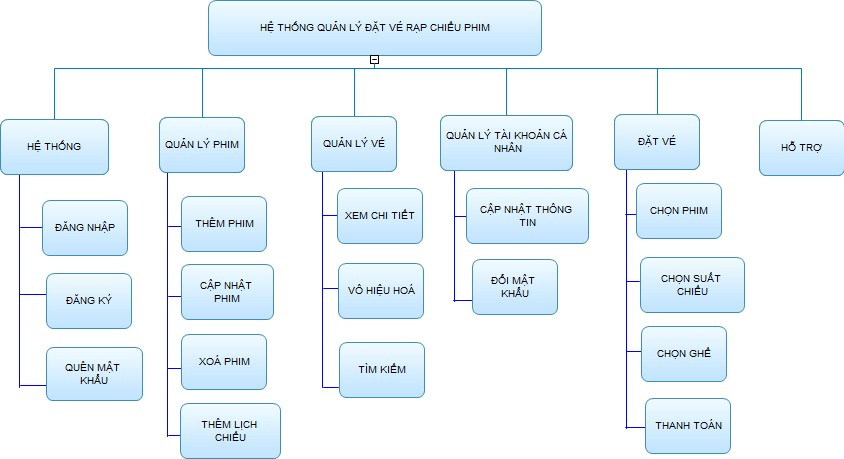 HỆ THỐNG QUẢN LÝ ĐẶT VÉ RẠP CHIẾU PHIM
HỆ THỐNG
QUẢN LÝ PHIM
QUẢN LÝ VÉ
QUẢN LÝ TÀI KHOẢN CÁ
NHÂN
ĐẶT VÉ
HỖ TRỢ
ĐĂNG NHẬP
ĐĂNG KÝ
QUÊN MẬT
KHẨU
THÊM PHIM
CẬP NHẬT
PHIM
XOÁ PHIM
THÊM LỊCH
CHIẾU
XEM CHI TIẾT
VÔ HIỆU HOÁ
TÌM KIẾM
CẬP NHẬT THÔNG
TIN
ĐỔI MẬT
KHẨU
CHỌN PHIM
CHỌN SUẤT
CHIẾU
CHỌN GHẾ
THANH TOÁN